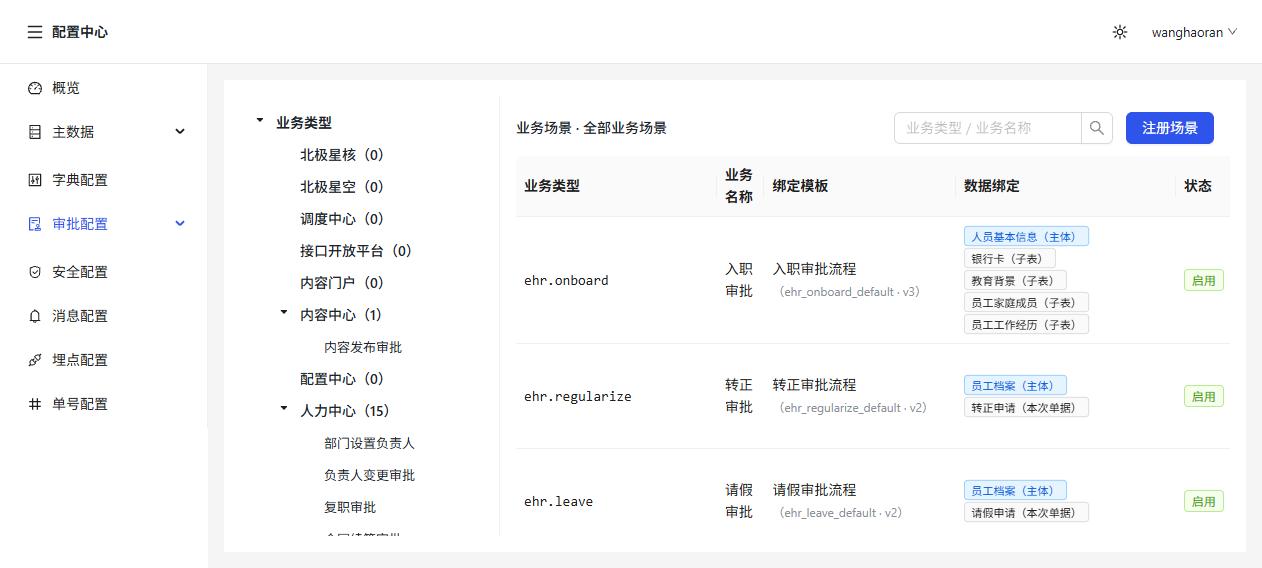 配置中心
wanghaoran
概览
主数据
字典配置
审批配置
安全配置
消息配置
埋点配置
单号配置
业务类型
北极星核（0）
北极星空（0）
调度中心（0）
接口开放平台（0）
内容门户（0）
内容中心（1）
内容发布审批
配置中心（0）
人力中心（15）
部门设置负责人
负责人变更审批
复职审批
业务场景 · 全部业务场景
业务类型 / 业务名称
注册场景
业务类型
业务
名称
绑定模板
数据绑定
状态
ehr.onboard
入职
审批
入职审批流程
（ehr_onboard_default · v3）
人员基本信息（主体）
银行卡（子表）
教育背景（子表）
员工家庭成员（子表）
员工工作经历（子表）
启用
ehr.regularize
转正
审批
转正审批流程
（ehr_regularize_default · v2）
员工档案（主体）
转正申请（本次单据）
启用
ehr.leave
请假
审批
请假审批流程
（ehr_leave_default · v2）
员工档案（主体）
请假申请（本次单据）
启用